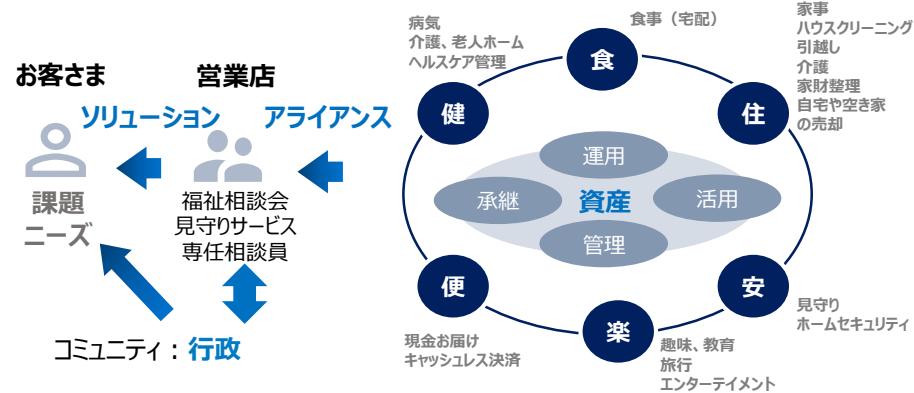 お客さま
営業店
ソリューション
アライアンス
課題
ニーズ
福祉相談会
見守りサービス
専任相談員
コミュニティ：行政
病気
介護、老人ホーム
ヘルスケア管理
健
食事（宅配）
食
家事
ハウスクリーニング
引越し
介護
家財整理
自宅や空き家
の売却
住
運用
承継
資産
活用
管理
便
現金お届け
キャッシュレス決済
楽
趣味、教育
旅行
エンターテイメント
安
見守り
ホームセキュリティ